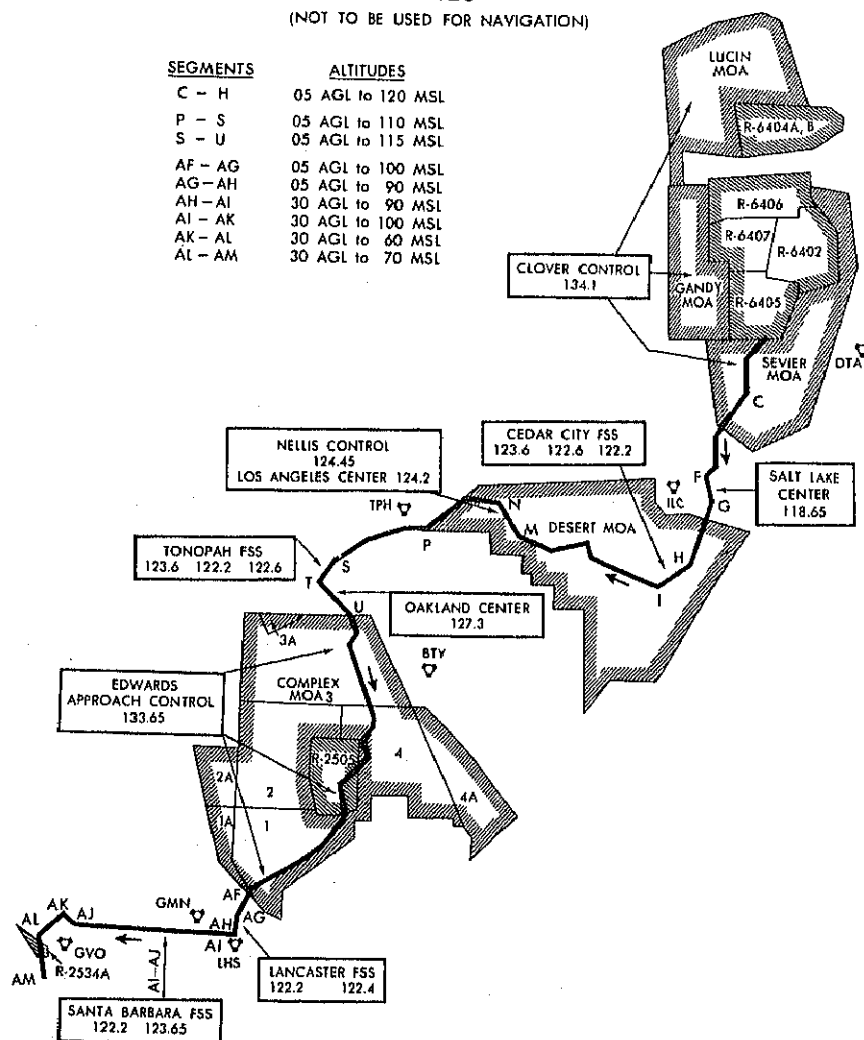 (NOT TO BE USED FOR NAVIGATION)
SEGMENTS ALTITUDES
C - H 05 AGL to 120 MSL
P - S 05 AGL to 110 MSL
S - U 05 AGL to 115 MSL
AF - AG 05 AGL to 100 MSL
AG - AH 05 AGL to 90 MSL
AH - AI 30 AGL to 90 MSL
AI - AK 30 AGL to 100 MSL
AK - AL 30 AGL to 60 MSL
AL - AM 30 AGL to 70 MSL
LUCIN
MOA
R-6404A, B
R-6406
R-6407
R-6402
CLOVER CONTROL
134.1
GANDY
MOA
R-6405
SEVIER
MOA
DTA
C
NELLIS CONTROL
124.45
LOS ANGELES CENTER 124.2
CEDAR CITY FSS
123.6 122.6 122.2
F
SALT LAKE
CENTER
118.65
TPH
N
ILC
G
M
DESERT MOA
P
H
I
TONOPAH FSS
123.6 122.2 122.6
S
T
U
OAKLAND CENTER
127.3
3A
BTY
EDWARDS
APPROACH CONTROL
133.65
COMPLEX
MOA 3
R-2505
4
2A
2
4A
1A
1
AF
AG
AK
AL
AJ
GMN
AH
AI
LHS
GVO
AM
R-2534A
AI-AJ
LANCASTER FSS
122.2 122.4
SANTA BARBARA FSS
122.2 123.65